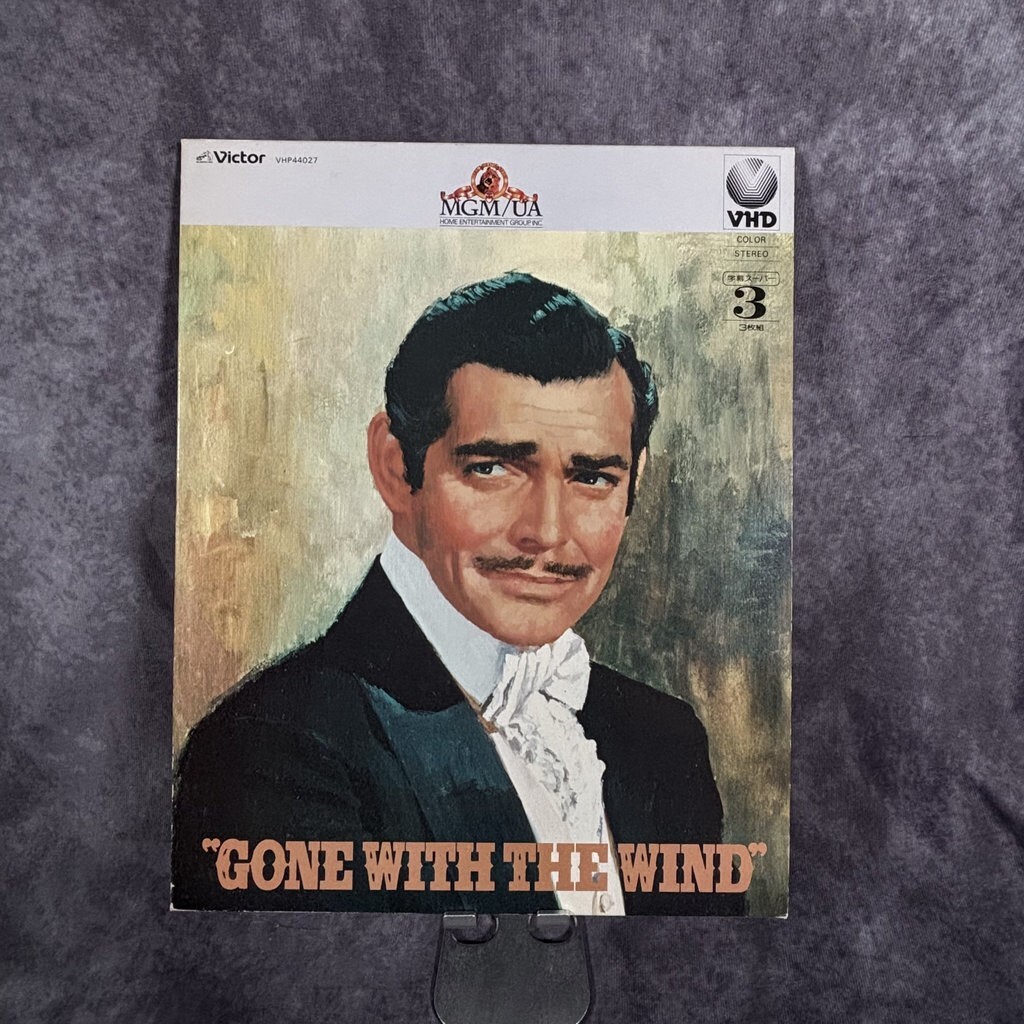 Victor VHP44027
MGM/UA
HOME ENTERTAINMENT GROUP INC.
VHD
COLOR
STEREO
字幕スーパー
3
3枚組
"GONE WITH THE WIND"